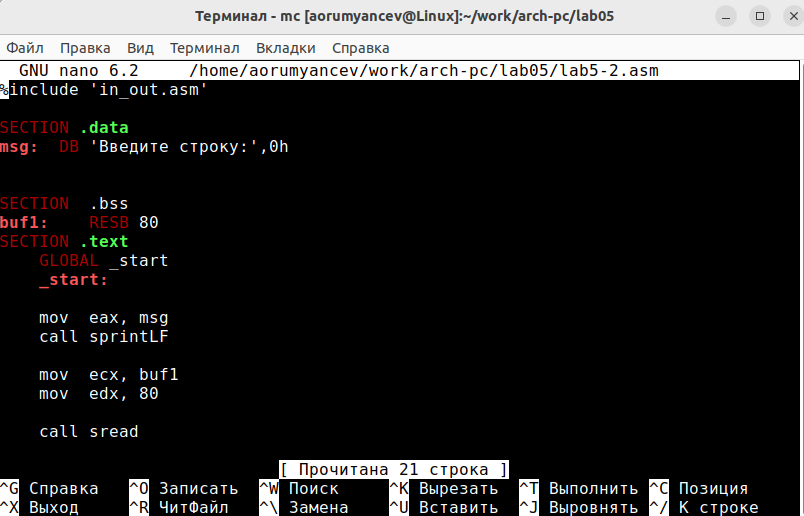 Терминал - mc [aorumyancev@Linux]:~/work/arch-pc/lab05
Файл Правка Вид Терминал Вкладки Справка
GNU nano 6.2 /home/aorumyancev/work/arch-pc/lab05/lab5-2.asm
%include 'in_out.asm'
SECTION .data
msg: DB 'Введите строку:',0h
SECTION .bss
buf1: RESB 80
SECTION .text
GLOBAL _start
_start:
mov eax, msg
call sprintLF
mov ecx, buf1
mov edx, 80
call sread
[ Прочитана 21 строка ]
^G Справка ^O Записать ^W Поиск ^K Вырезать ^T Выполнить ^C Позиция
^X Выход ^R ЧитФайл ^\ Замена ^U Вставить ^J Выровнять ^/ К строке